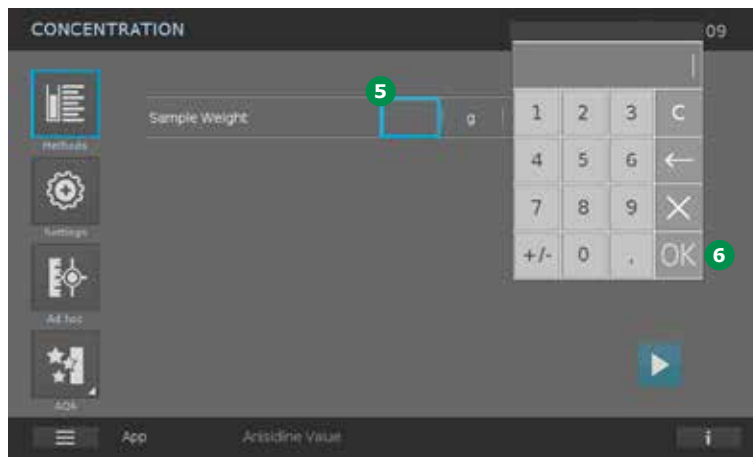 CONCENTRATION
09
5
Sample Weight
g
1 2 3 C
4 5 6 ←
7 8 9 X
+/- 0 , OK
6
Methods
Settings
Ad hoc
AQA
App
Anisidine Value
i